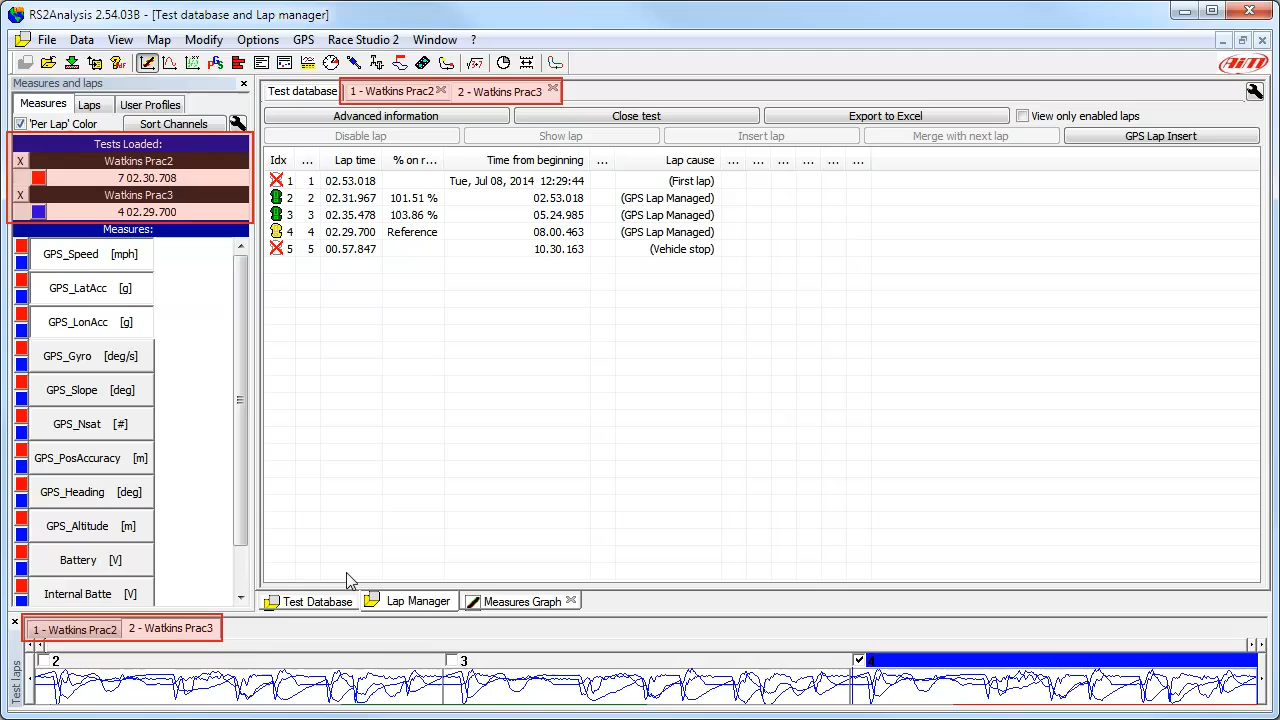 RS2Analysis 2.54.03B - [Test database and Lap manager]
File Data View Map Modify Options GPS Race Studio 2 Window ?
Measures and laps
Measures Laps User Profiles
'Per Lap' Color Sort Channels
Tests Loaded:
X Watkins Prac2
7 02.30.708
X Watkins Prac3
4 02.29.700
Measures:
GPS_Speed [mph]
GPS_LatAcc [g]
GPS_LonAcc [g]
GPS_Gyro [deg/s]
GPS_Slope [deg]
GPS_Nsat [#]
GPS_PosAccuracy [m]
GPS_Heading [deg]
GPS_Altitude [m]
Battery [V]
Internal Batte [V]
Test database 1 - Watkins Prac2 2 - Watkins Prac3
Advanced information Close test Export to Excel View only enabled laps
Disable lap Show lap Insert lap Merge with next lap GPS Lap Insert
Idx ... Lap time % on r... Time from beginning ... Lap cause ... ... ... ... ... ...
1 1 02.53.018 Tue, Jul 08, 2014 12:29:44 (First lap)
2 2 02.31.967 101.51 % 02.53.018 (GPS Lap Managed)
3 3 02.35.478 103.86 % 05.24.985 (GPS Lap Managed)
4 4 02.29.700 Reference 08.00.463 (GPS Lap Managed)
5 5 00.57.847 10.30.163 (Vehicle stop)
Test Database Lap Manager Measures Graph
1 - Watkins Prac2 2 - Watkins Prac3
Test laps
2 3 4
AiM